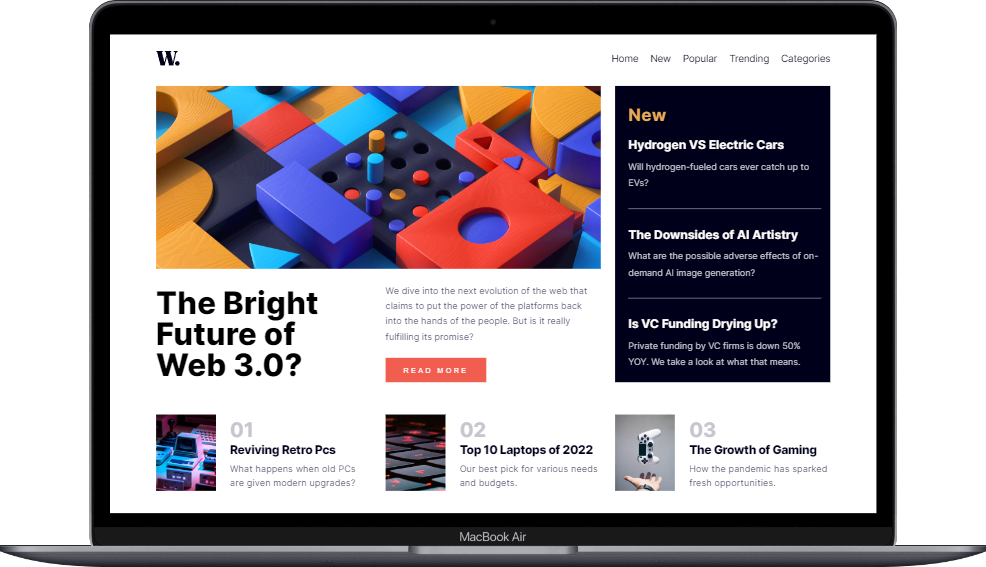 W.
Home New Popular Trending Categories
New
Hydrogen VS Electric Cars
Will hydrogen-fueled cars ever catch up to
EVs?
The Downsides of AI Artistry
What are the possible adverse effects of on-
demand AI image generation?
Is VC Funding Drying Up?
Private funding by VC firms is down 50%
YOY. We take a look at what that means.
The Bright
Future of
Web 3.0?
We dive into the next evolution of the web that
claims to put the power of the platforms back
into the hands of the people. But is it really
fulfilling its promise?
READ MORE
01
Reviving Retro Pcs
What happens when old PCs
are given modern upgrades?
02
Top 10 Laptops of 2022
Our best pick for various needs
and budgets.
03
The Growth of Gaming
How the pandemic has sparked
fresh opportunities.
MacBook Air